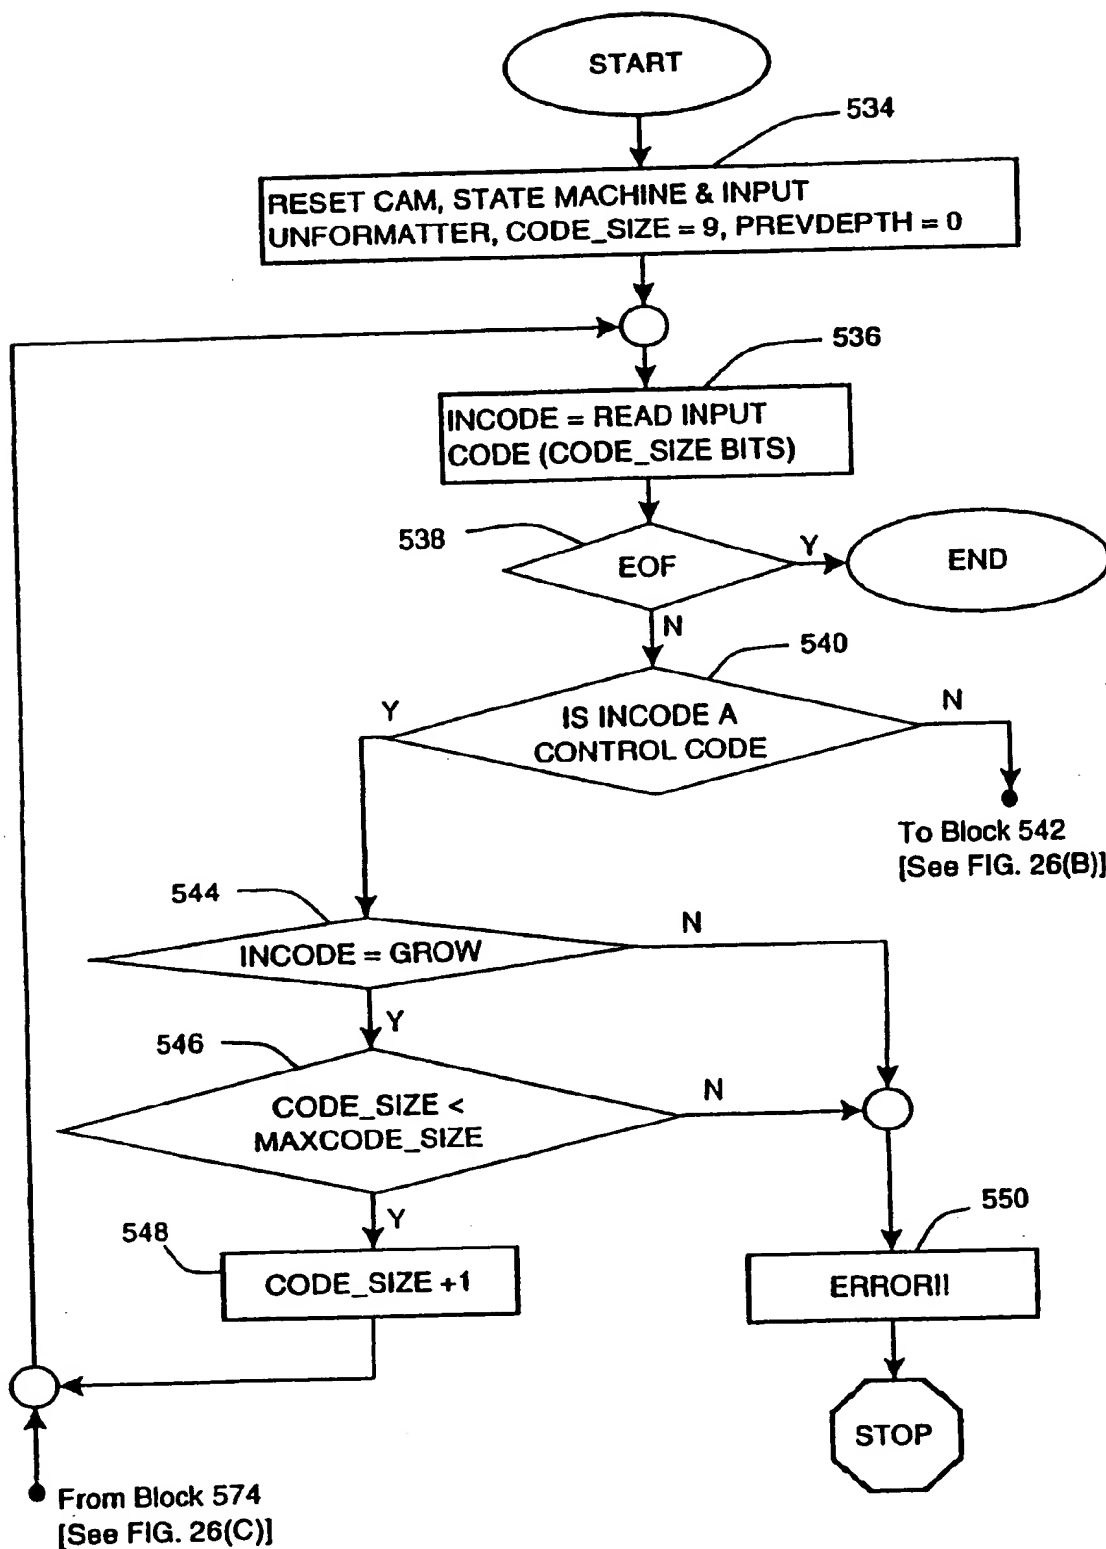 START
534
RESET CAM, STATE MACHINE & INPUT
UNFORMATTER, CODE_SIZE = 9, PREVDEPTH = 0
536
INCODE = READ INPUT
CODE (CODE_SIZE BITS)
538
EOF
Y
END
N
540
Y
IS INCODE A
CONTROL CODE
N
To Block 542
[See FIG. 26(B)]
544
INCODE = GROW
N
Y
546
CODE_SIZE <
MAXCODE_SIZE
N
Y
548
CODE_SIZE +1
550
ERROR!!
STOP
From Block 574
[See FIG. 26(C)]